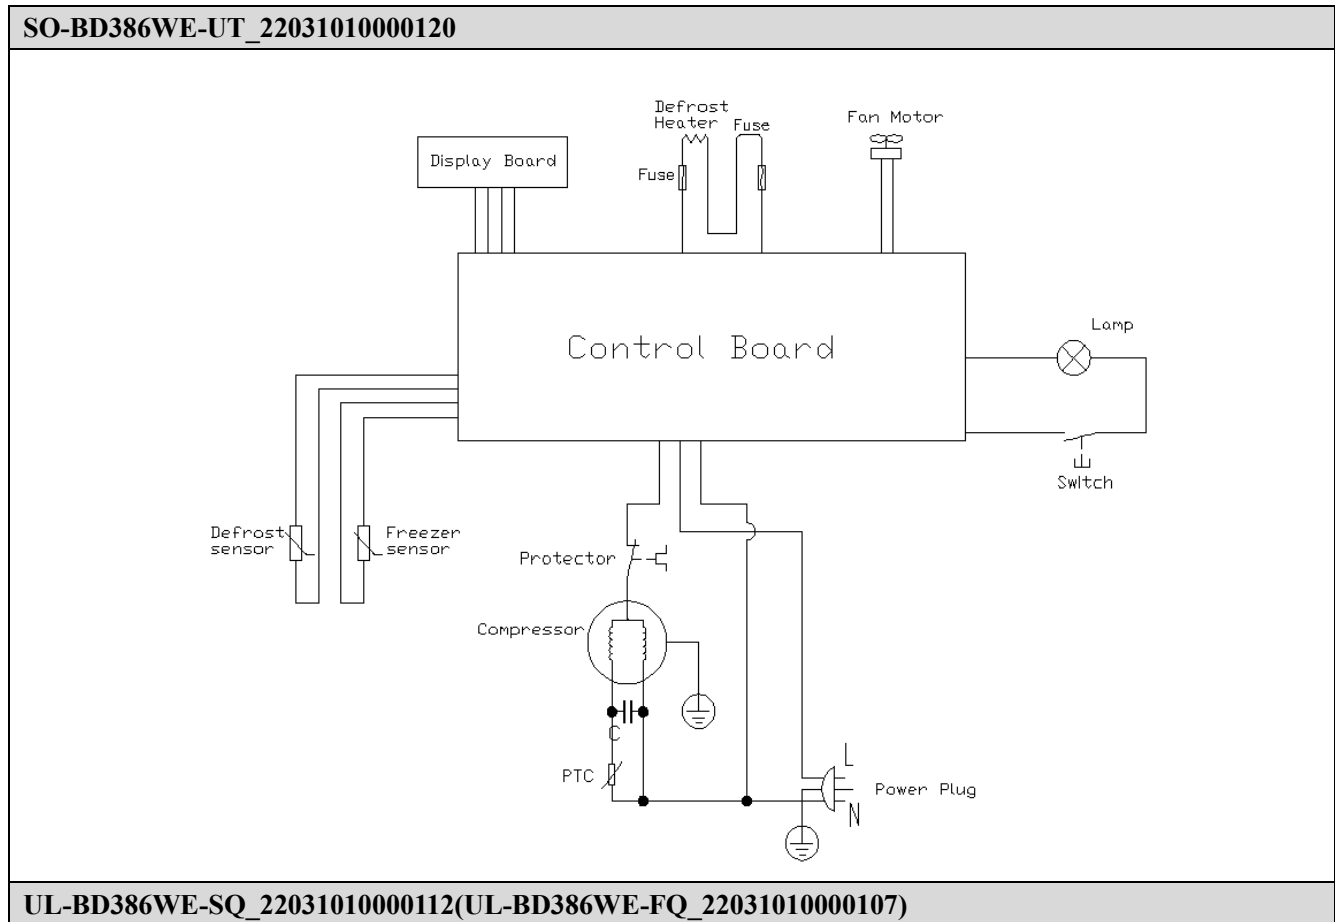 SO-BD386WE-UT_22031010000120
Defrost
Heater
Fuse
Fan Motor
Display Board
Fuse
Control Board
Lamp
Switch
Defrost
sensor
Freezer
sensor
Protector
Compressor
C
PTC
L
Power Plug
N
UL-BD386WE-SQ_22031010000112(UL-BD386WE-FQ_22031010000107)